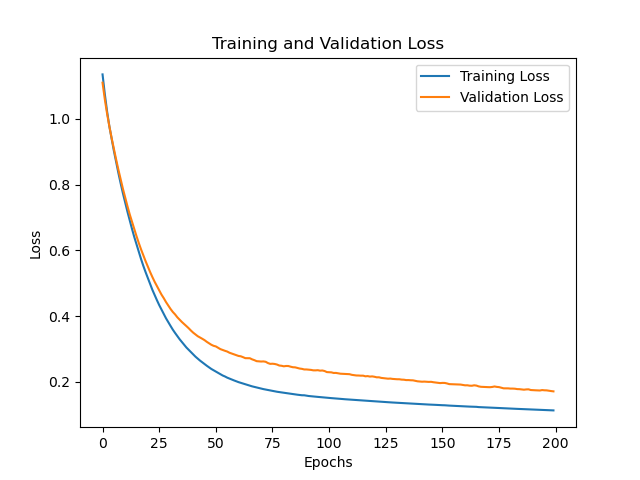 Training and Validation Loss
Training Loss
Validation Loss
1.0
0.8
0.6
0.4
0.2
Loss
0 25 50 75 100 125 150 175 200
Epochs